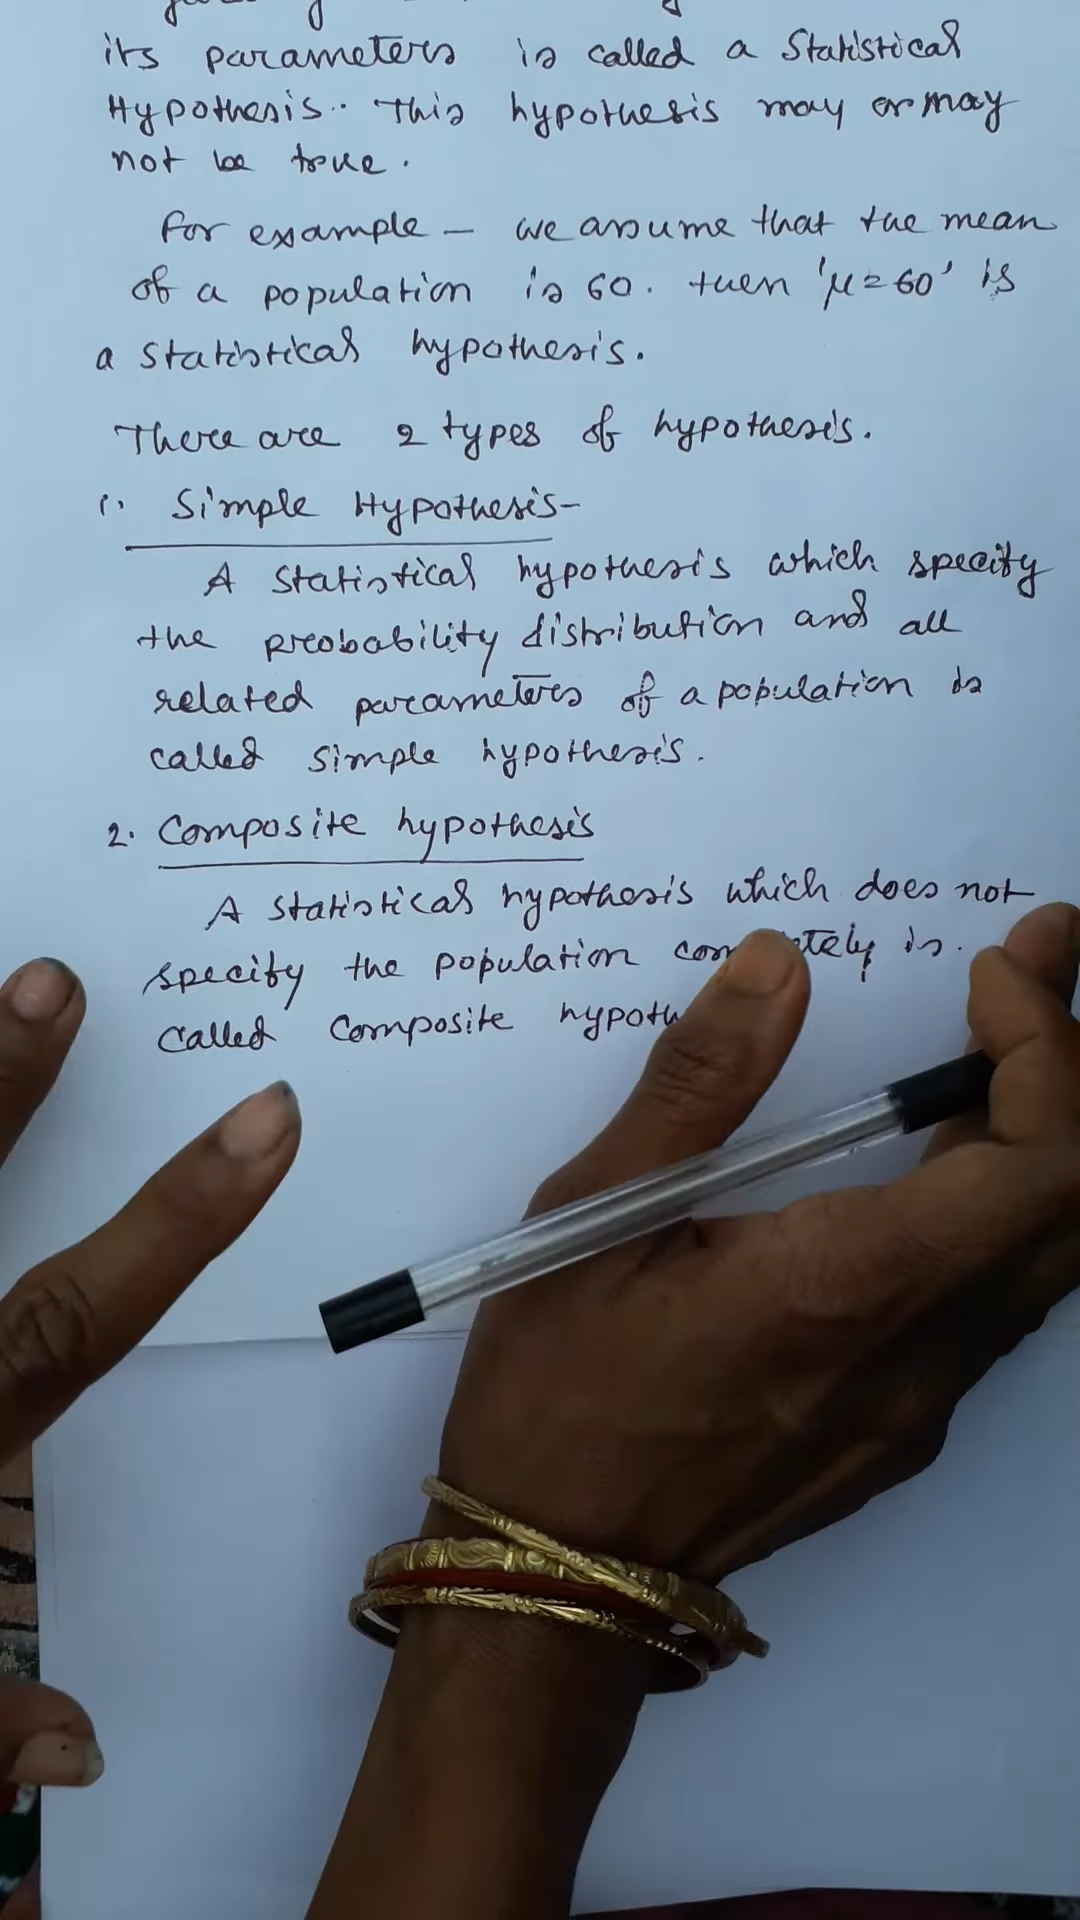 its parameters is called a Statistical
Hypothesis.. This hypothesis may or may
not be true.
For example - we assume that the mean
of a population is 60. then 'μ = 60' is
a statistical hypothesis.
There are 2 types of hypothesis.
1. Simple Hypothesis-
A statistical hypothesis which specify
the probability distribution and all
related parameters of a population is
called simple hypothesis.
2. Composite hypothesis
A statistical hypothesis which does not
specify the population is.
called composite